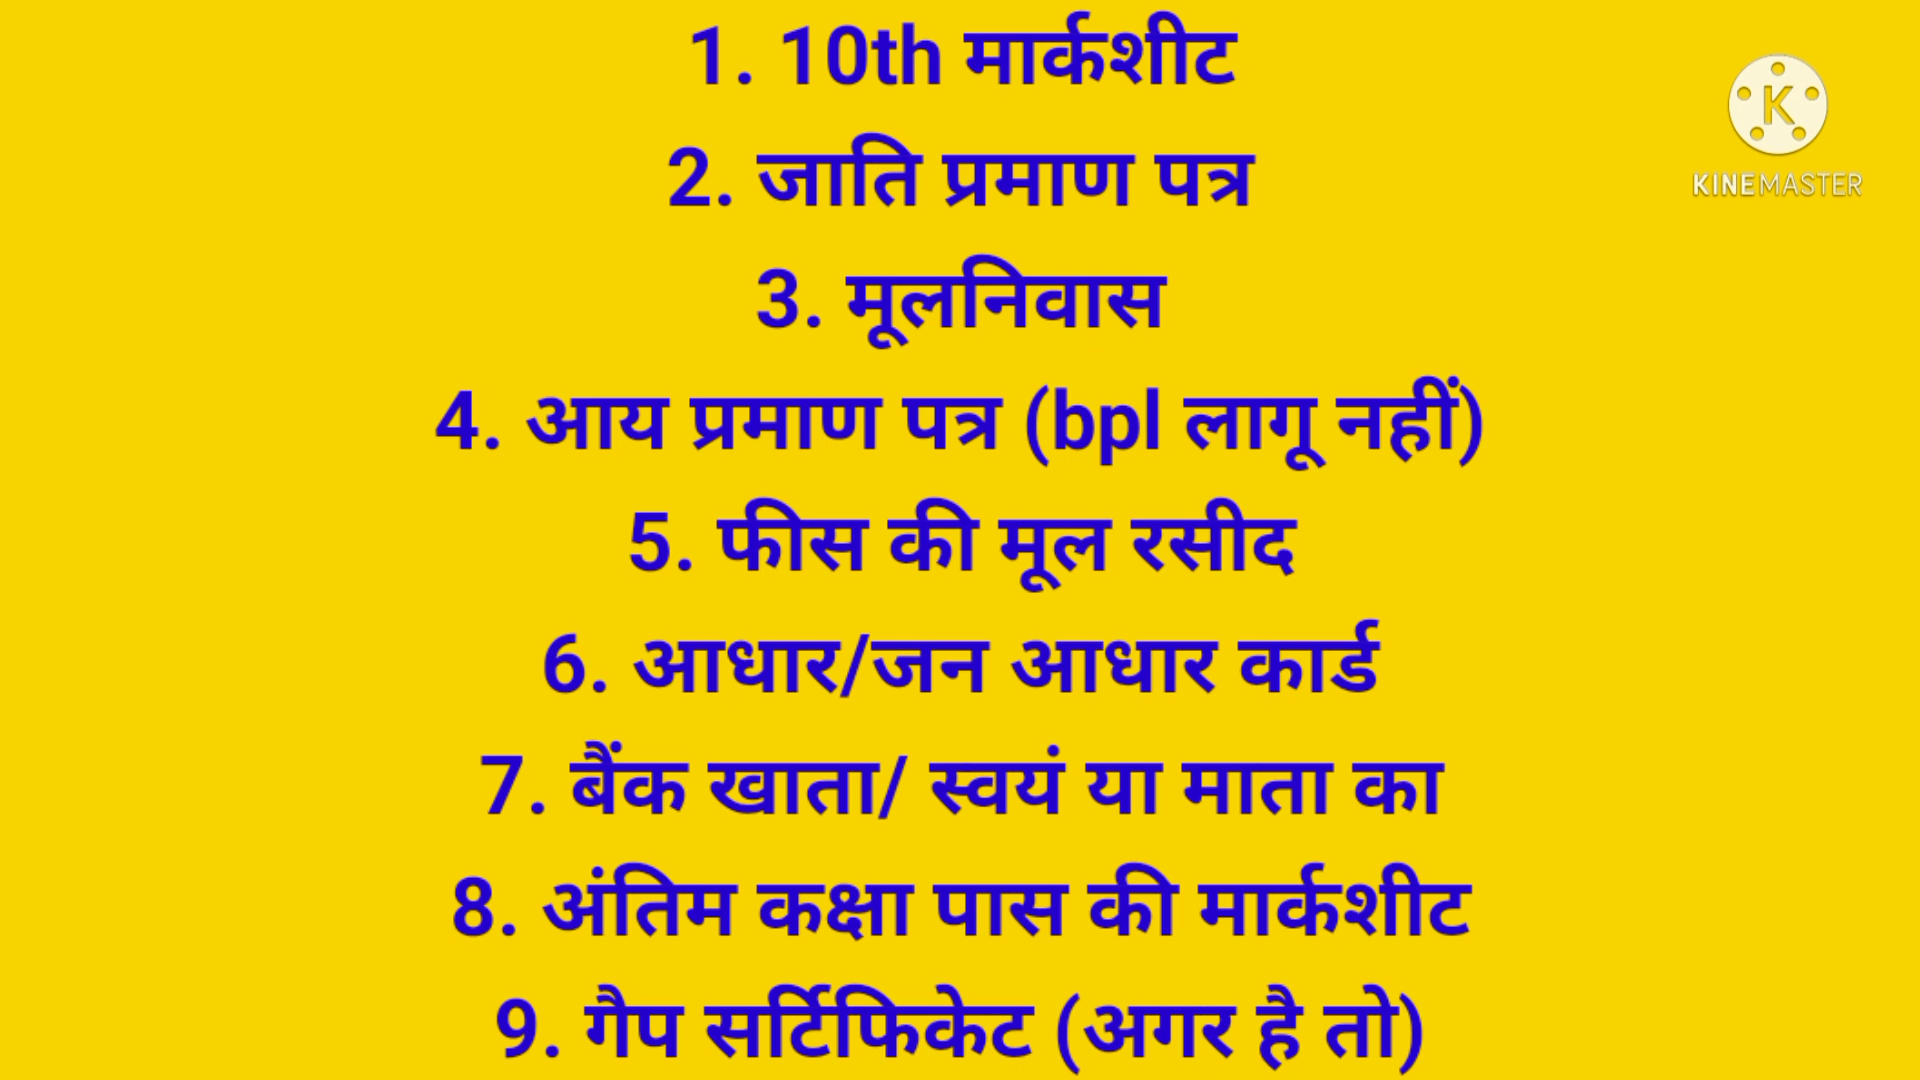 1. 10th मार्कशीट
2. जाति प्रमाण पत्र
3. मूलनिवास
4. आय प्रमाण पत्र (bpl लागू नहीं)
5. फीस की मूल रसीद
6. आधार/जन आधार कार्ड
7. बैंक खाता/ स्वयं या माता का
8. अंतिम कक्षा पास की मार्कशीट
9. गैप सर्टिफिकेट (अगर है तो)
K
KINEMASTER